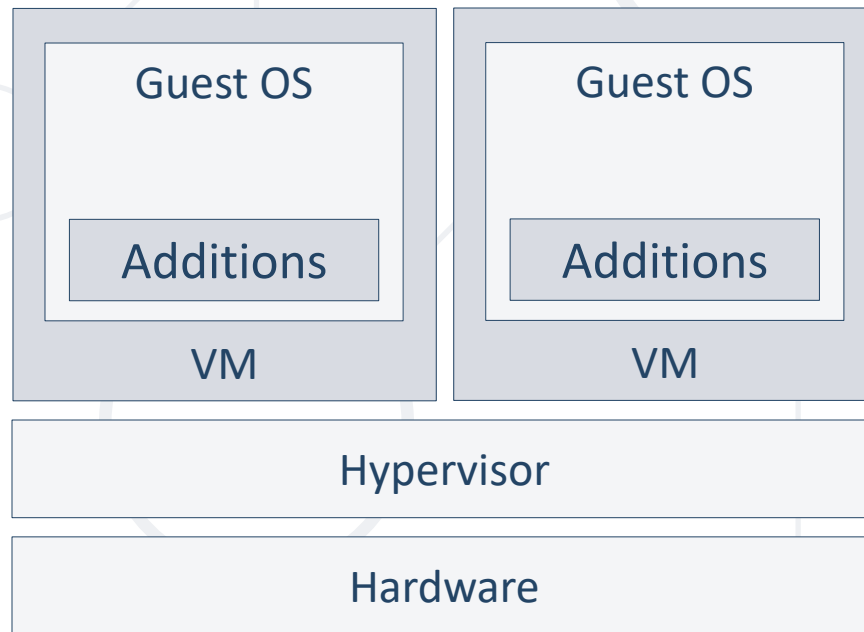 Guest OS
Guest OS
Additions
Additions
VM
VM
Hypervisor
Hardware